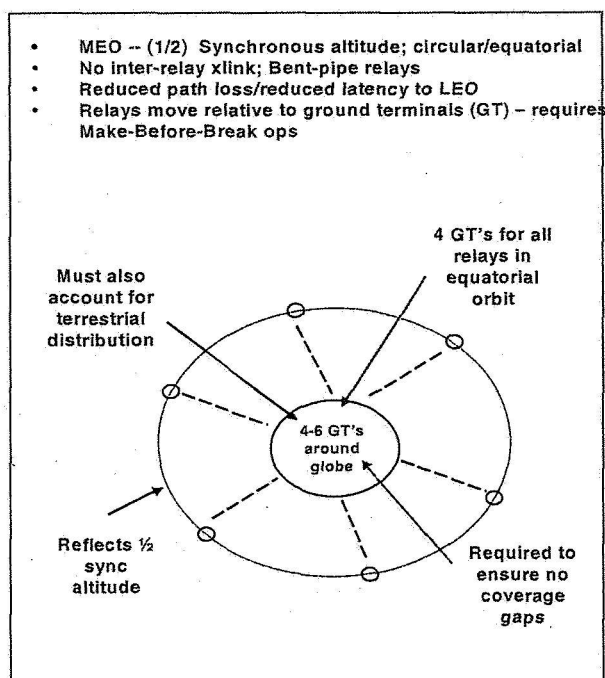 • MEO -- (1/2) Synchronous altitude; circular/equatorial
• No inter-relay xlink; Bent-pipe relays
• Reduced path loss/reduced latency to LEO
• Relays move relative to ground terminals (GT) – requires
Make-Before-Break ops
4 GT's for all
relays in
equatorial
orbit
Must also
account for
terrestrial
distribution
4-6 GT's
around
globe
Reflects ½
sync
altitude
Required to
ensure no
coverage
gaps